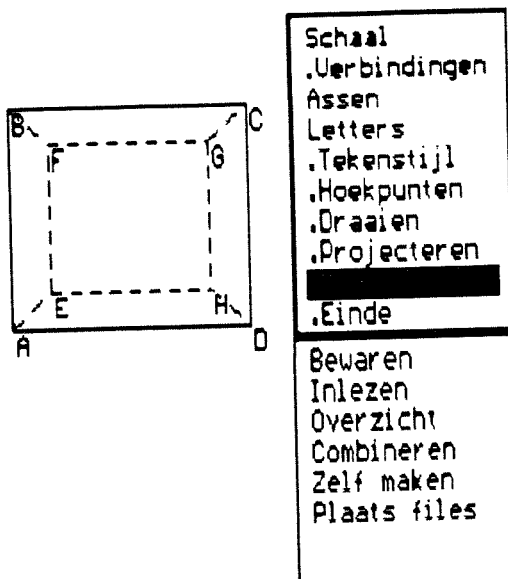 B C
F G
E H
A D
Schaal
.Verbindingen
Assen
Letters
.Tekenstijl
.Hoekpunten
.Draaien
.Projecteren
.Einde
Bewaren
Inlezen
Overzicht
Combineren
Zelf maken
Plaats files